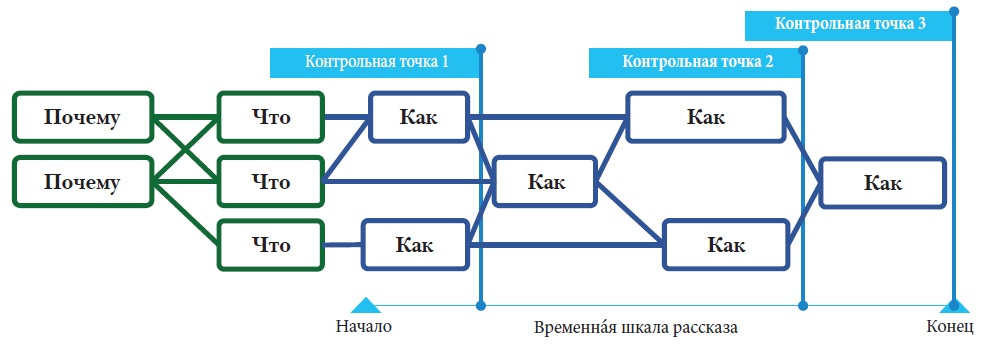 Контрольная точка 3
Контрольная точка 1
Контрольная точка 2
Почему
Что
Как
Как
Почему
Что
Как
Как
Что
Как
Как
Начало
Временна́я шкала рассказа
Конец